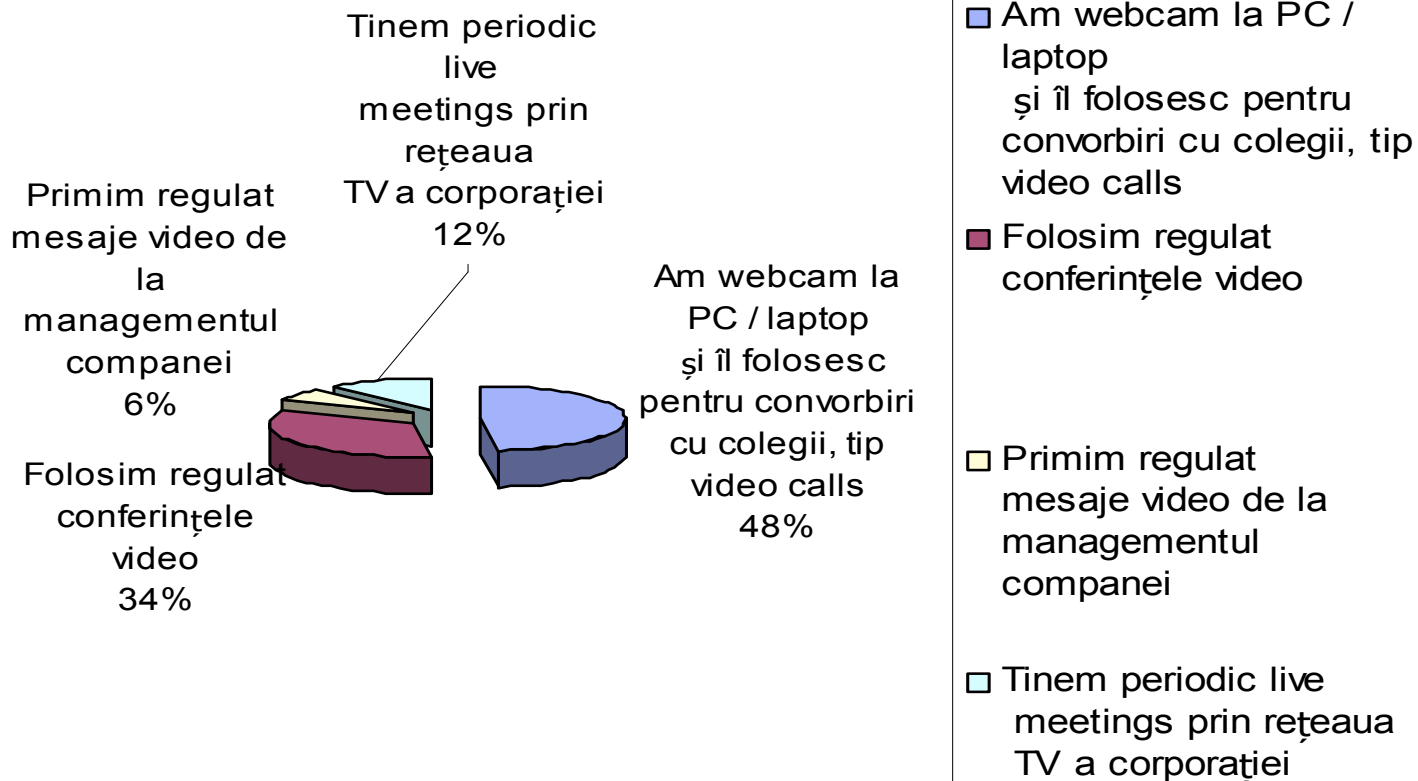 Tinem periodic
live
meetings prin
rețeaua
TV a corporației
12%
Primim regulat
mesaje video de
la
managementul
companei
6%
Folosim regulat
conferințele
video
34%
Am webcam la
PC / laptop
și îl folosesc
pentru convorbiri
cu colegii, tip
video calls
48%
Am webcam la PC /
laptop
și îl folosesc pentru
convorbiri cu colegii, tip
video calls
Folosim regulat
conferințele video
Primim regulat
mesaje video de la
managementul
companei
Tinem periodic live
meetings prin rețeaua
TV a corporației